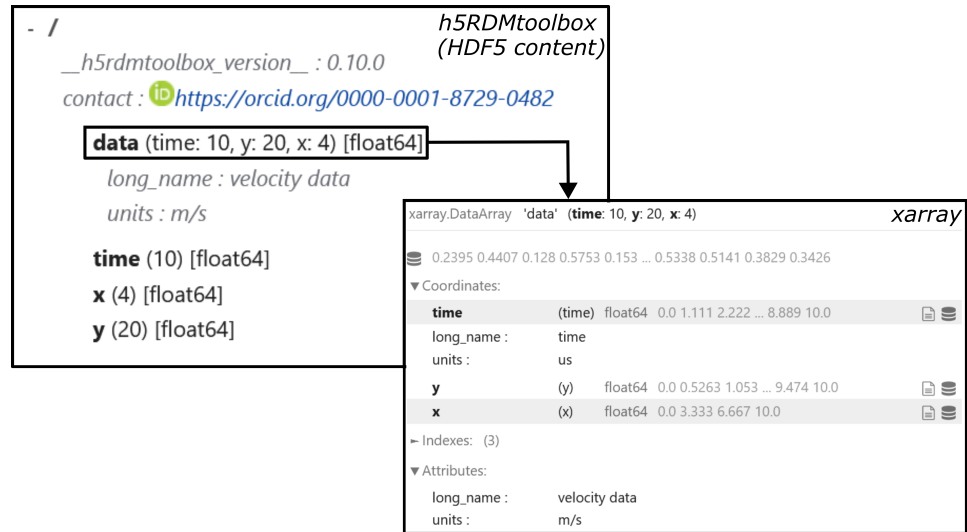 - /
h5RDMtoolbox
(HDF5 content)
__h5rdmtoolbox_version__ : 0.10.0
contact : iD https://orcid.org/0000-0001-8729-0482
data (time: 10, y: 20, x: 4) [float64]
long_name : velocity data
units : m/s
time (10) [float64]
x (4) [float64]
y (20) [float64]
xarray.DataArray 'data' (time: 10, y: 20, x: 4)
xarray
0.2395 0.4407 0.128 0.5753 0.153 ... 0.5338 0.5141 0.3829 0.3426
▼Coordinates:
time (time) float64 0.0 1.111 2.222 ... 8.889 10.0
long_name : time
units : us
y (y) float64 0.0 0.5263 1.053 ... 9.474 10.0
x (x) float64 0.0 3.333 6.667 10.0
►Indexes: (3)
▼Attributes:
long_name : velocity data
units : m/s